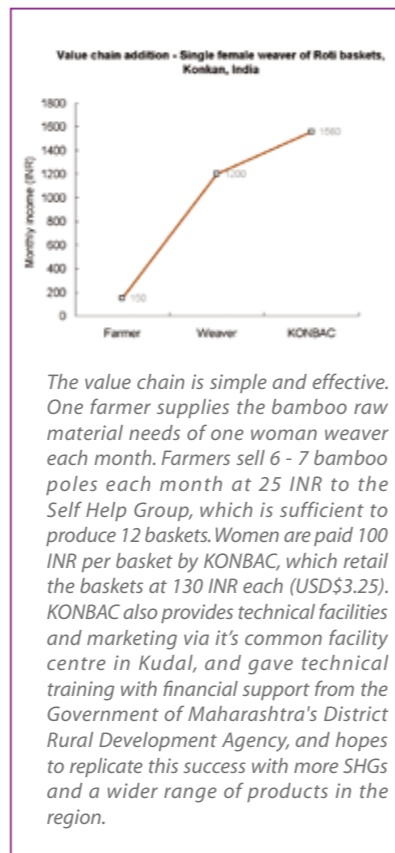 Value chain addition - Single female weaver of Roti baskets,
Konkan, India
1800
1600
1400
1200
1000
800
600
400
200
0
Monthly income (INR)
150
1200
1560
Farmer
Weaver
KONBAC
The value chain is simple and effective.
One farmer supplies the bamboo raw
material needs of one woman weaver
each month. Farmers sell 6 - 7 bamboo
poles each month at 25 INR to the
Self Help Group, which is sufficient to
produce 12 baskets. Women are paid 100
INR per basket by KONBAC, which retail
the baskets at 130 INR each (USD$3.25).
KONBAC also provides technical facilities
and marketing via it's common facility
centre in Kudal, and gave technical
training with financial support from the
Government of Maharashtra's District
Rural Development Agency, and hopes
to replicate this success with more SHGs
and a wider range of products in the
region.